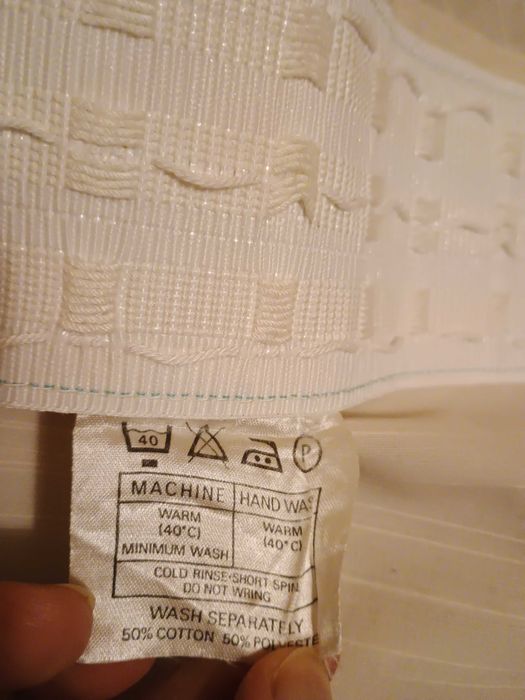 40 P
MACHINE HAND WAS
WARM WARM
(40°C) (40°C)
MINIMUM WASH
COLD RINSE·SHORT SPIN
DO NOT WRING
WASH SEPARATELY
50% COTTON 50% POLYESTE